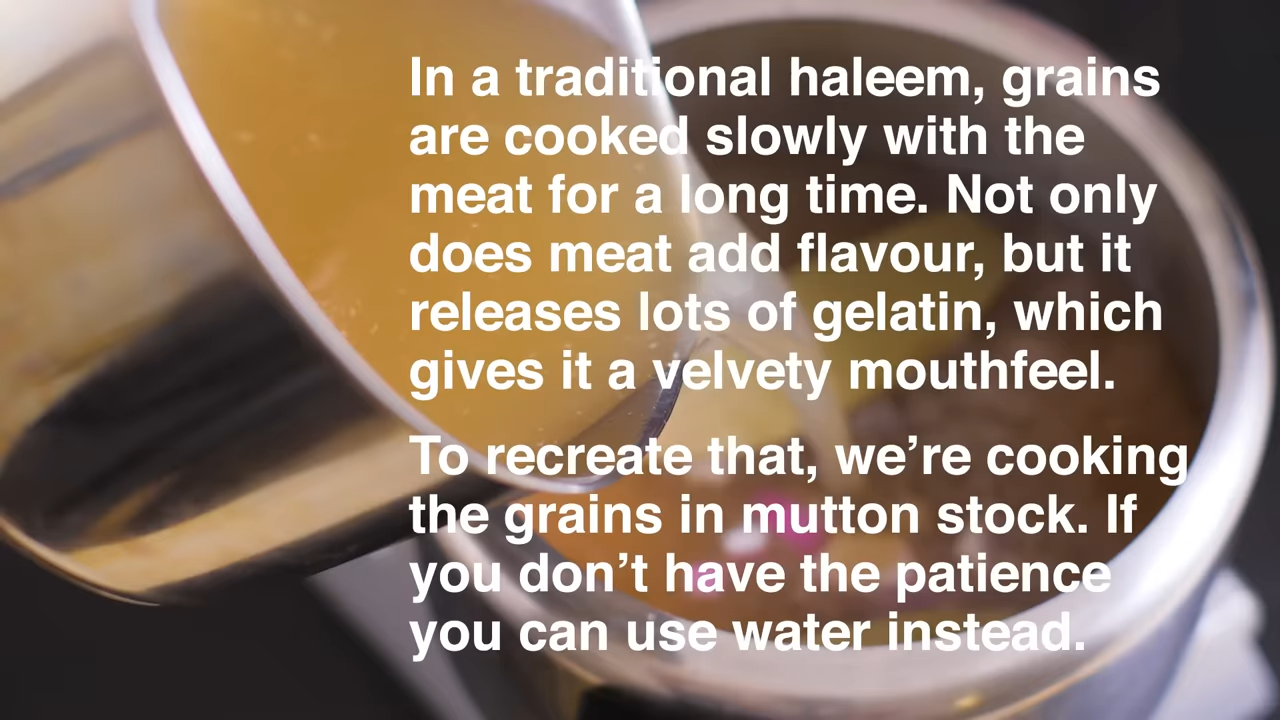 In a traditional haleem, grains
are cooked slowly with the
meat for a long time. Not only
does meat add flavour, but it
releases lots of gelatin, which
gives it a velvety mouthfeel.
To recreate that, we’re cooking
the grains in mutton stock. If
you don’t have the patience
you can use water instead.